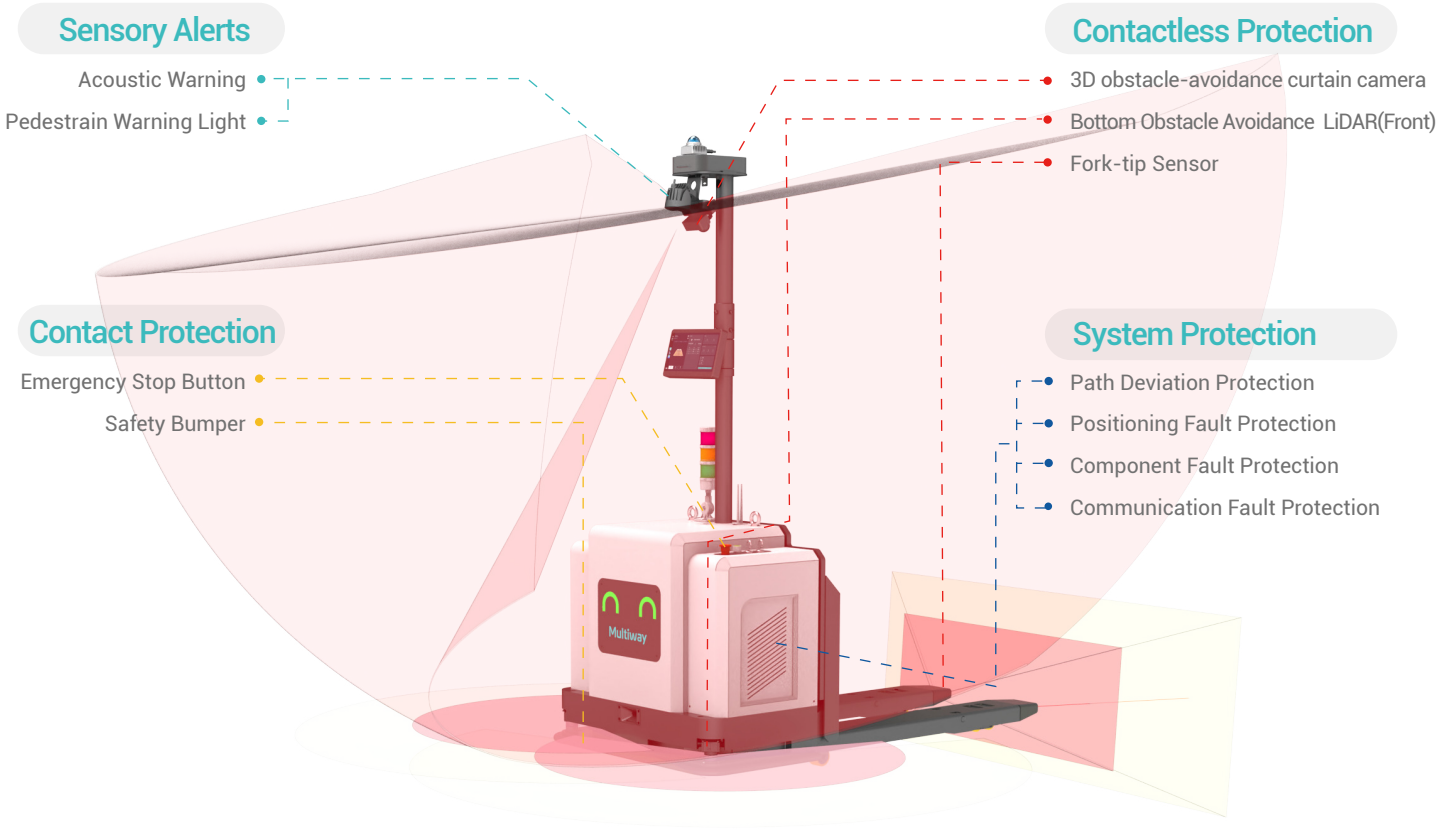 Sensory Alerts
Acoustic Warning
Pedestrain Warning Light
Contactless Protection
3D obstacle-avoidance curtain camera
Bottom Obstacle Avoidance LiDAR(Front)
Fork-tip Sensor
Contact Protection
Emergency Stop Button
Safety Bumper
System Protection
Path Deviation Protection
Positioning Fault Protection
Component Fault Protection
Communication Fault Protection
Multiway